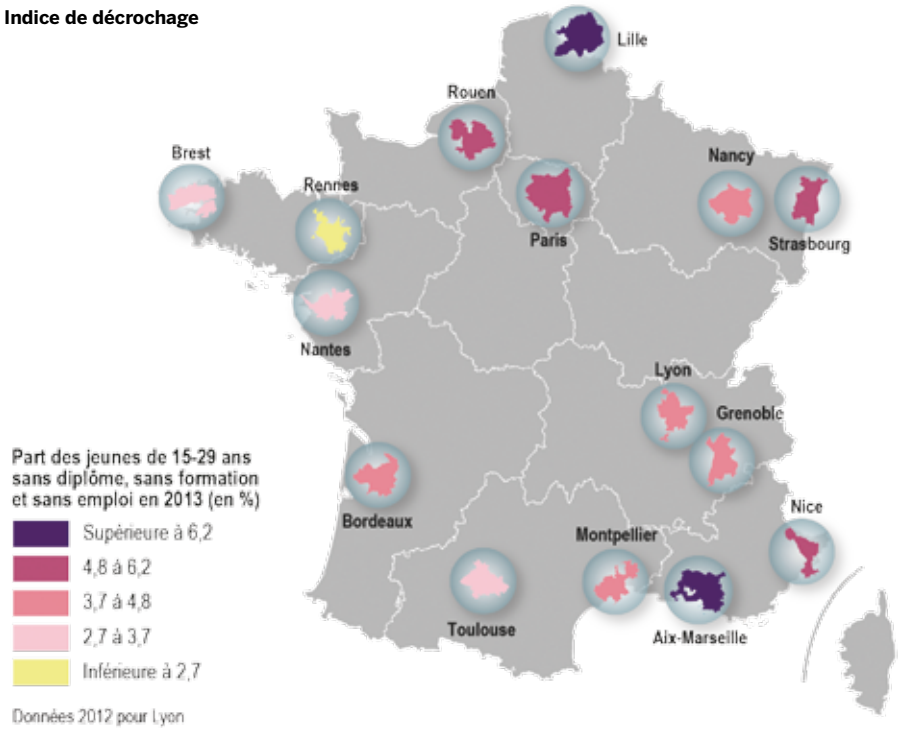 Indice de décrochage
Lille
Rouen
Brest
Nancy
Rennes
Paris
Strasbourg
Nantes
Lyon
Grenoble
Bordeaux
Nice
Montpellier
Toulouse
Aix-Marseille
Part des jeunes de 15-29 ans
sans diplôme, sans formation
et sans emploi en 2013 (en %)
Supérieure à 6,2
4,8 à 6,2
3,7 à 4,8
2,7 à 3,7
Inférieure à 2,7
Données 2012 pour Lyon